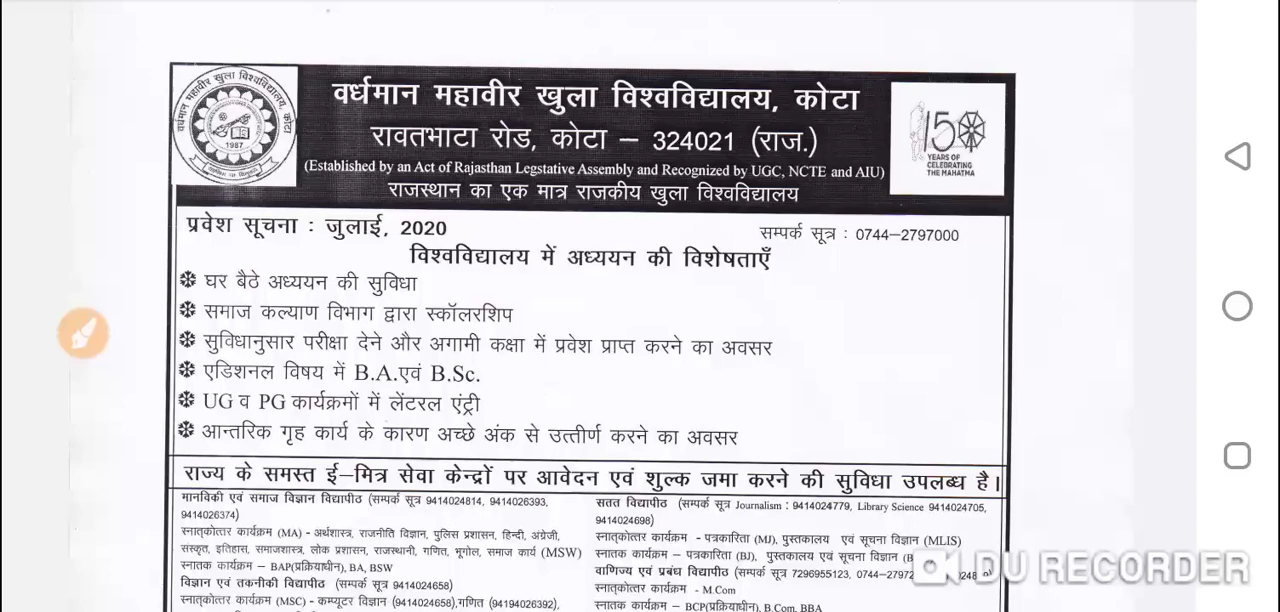 वर्धमान महावीर खुला विश्वविद्यालय, कोटा
वर्धमान महावीर खुला विश्वविद्यालय, कोटा
रावतभाटा रोड, कोटा – 324021 (राज.)
(Established by an Act of Rajasthan Legstative Assembly and Recognized by UGC, NCTE and AIU)
राजस्थान का एक मात्र राजकीय खुला विश्वविद्यालय
1987
150
YEARS OF
CELEBRATING
THE MAHATMA
प्रवेश सूचना : जुलाई, 2020
सम्पर्क सूत्र : 0744–2797000
विश्वविद्यालय में अध्ययन की विशेषताएँ
घर बैठे अध्ययन की सुविधा
समाज कल्याण विभाग द्वारा स्कॉलरशिप
सुविधानुसार परीक्षा देने और अगामी कक्षा में प्रवेश प्राप्त करने का अवसर
एडिशनल विषय में B.A.एवं B.Sc.
UG व PG कार्यक्रमों में लेंटरल एंट्री
आन्तरिक गृह कार्य के कारण अच्छे अंक से उत्तीर्ण करने का अवसर
राज्य के समस्त ई–मित्र सेवा केन्द्रों पर आवेदन एवं शुल्क जमा करने की सुविधा उपलब्ध है।
मानविकी एवं समाज विज्ञान विद्यापीठ (सम्पर्क सूत्र 9414024814, 9414026393,
9414026374)
स्नात्कोत्तर कार्यक्रम (MA) - अर्थशास्त्र, राजनीति विज्ञान, पुलिस प्रशासन, हिन्दी, अंग्रेजी,
संस्कृत, इतिहास, समाजशास्त्र, लोक प्रशासन, राजस्थानी, गणित, भूगोल, समाज कार्य (MSW)
स्नातक कार्यक्रम – BAP(प्रक्रियाधीन), BA, BSW
विज्ञान एवं तकनीकी विद्यापीठ (सम्पर्क सूत्र 9414024658)
स्नातकोत्तर कार्यक्रम (MSC) - कम्प्यूटर विज्ञान (9414024658),गणित (94194026392),
सतत विद्यापीठ (सम्पर्क सूत्र Journalism : 9414024779, Library Science 9414024705,
9414024698)
स्नात्कोत्तर कार्यक्रम - पत्रकारिता (MJ), पुस्तकालय एवं सूचना विज्ञान (MLIS)
स्नातक कार्यक्रम – पत्रकारिता (BJ), पुस्तकालय एवं सूचना विज्ञान
वाणिज्य एवं प्रबंध विद्यापीठ (सम्पर्क सूत्र 7296955123,
स्नात्कोत्तर कार्यक्रम - M.Com
स्नातक कार्यक्रम – BCP(प्रक्रियाधीन), B.Com, BBA
DU RECORDER